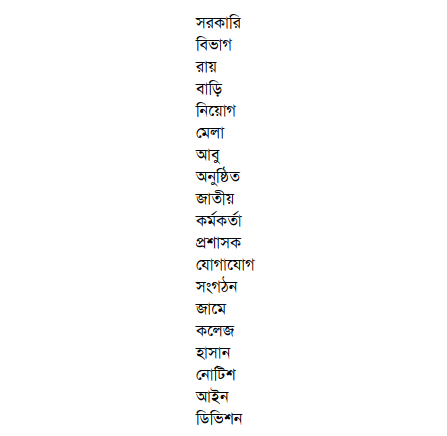 সরকারি
বিভাগ
রায়
বাড়ি
নিয়োগ
মেলা
আবু
অনুষ্ঠিত
জাতীয়
কর্মকর্তা
প্রশাসক
যোগাযোগ
সংগঠন
জামে
কলেজ
হাসান
নোটিশ
আইন
ডিভিশন